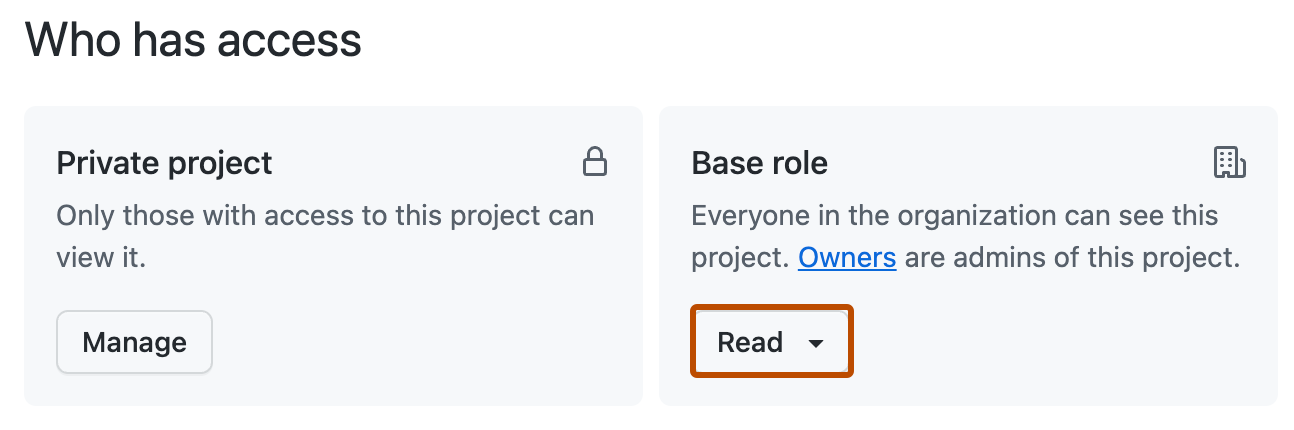 Who has access
Private project
Only those with access to this project can
view it.
Manage
Base role
Everyone in the organization can see this
project. Owners are admins of this project.
Read